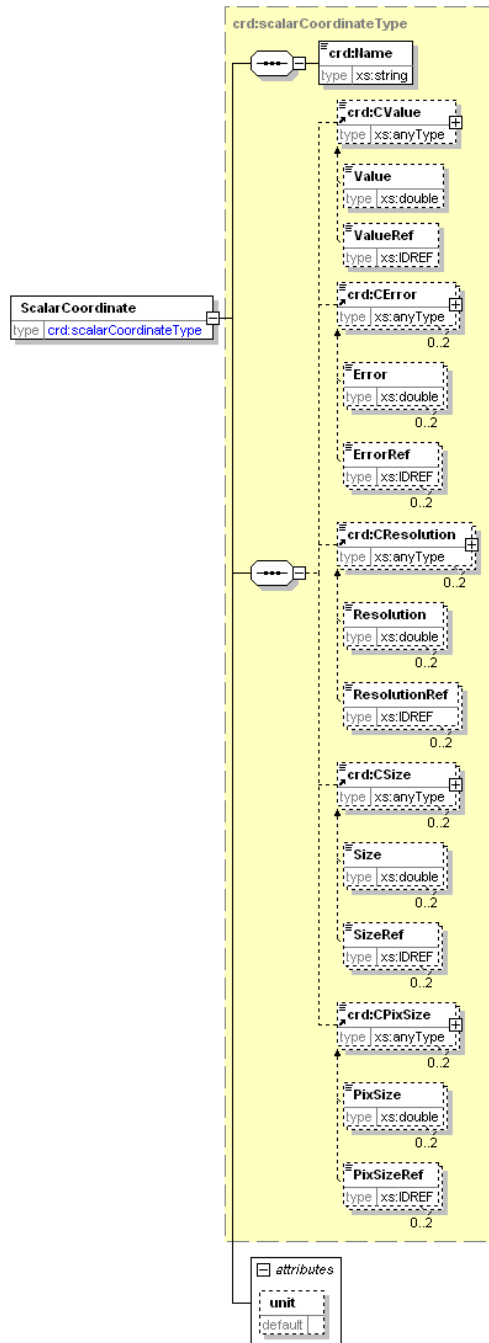 crd:scalarCoordinateType
crd:Name
type xs:string
crd:CValue
type xs:anyType
Value
type xs:double
ValueRef
type xs:IDREF
ScalarCoordinate
type crd:scalarCoordinateType
crd:CError
type xs:anyType
0..2
Error
type xs:double
0..2
ErrorRef
type xs:IDREF
0..2
crd:CResolution
type xs:anyType
0..2
Resolution
type xs:double
0..2
ResolutionRef
type xs:IDREF
0..2
crd:CSize
type xs:anyType
0..2
Size
type xs:double
0..2
SizeRef
type xs:IDREF
0..2
crd:CPixSize
type xs:anyType
0..2
PixSize
type xs:double
0..2
PixSizeRef
type xs:IDREF
0..2
attributes
unit
default